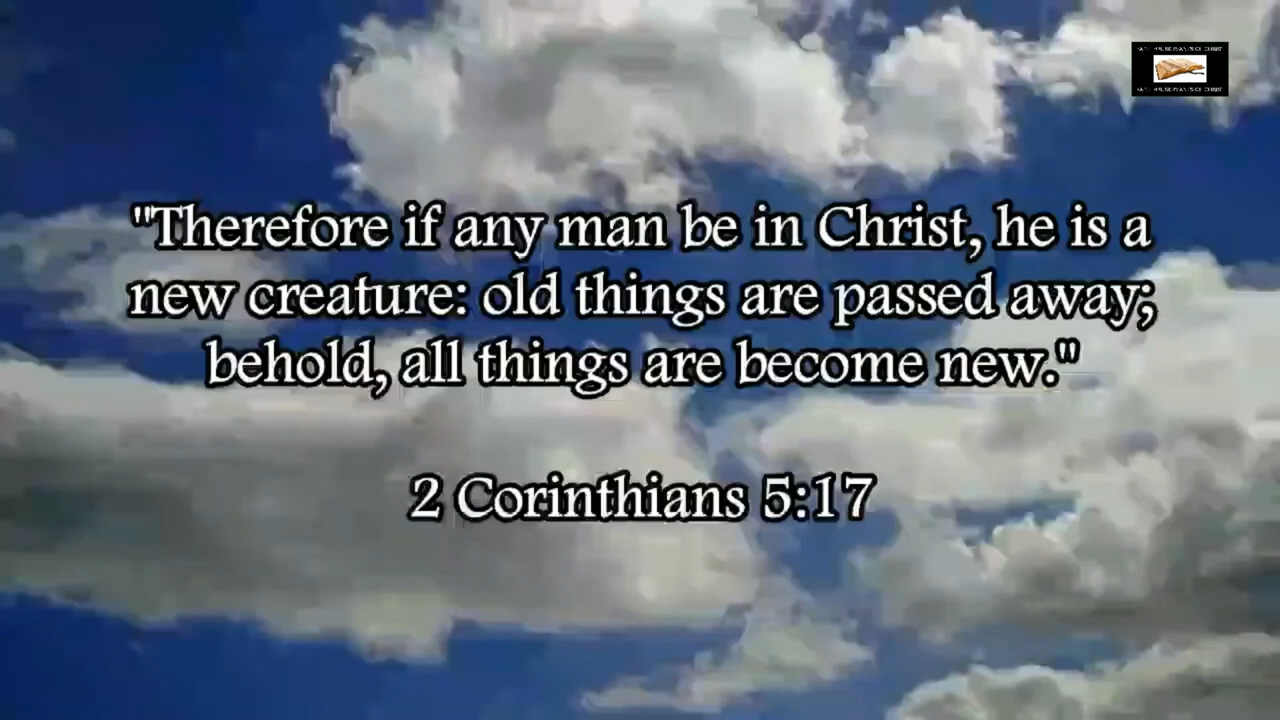 "Therefore if any man be in Christ, he is a
new creature: old things are passed away;
behold, all things are become new."
2 Corinthians 5:17